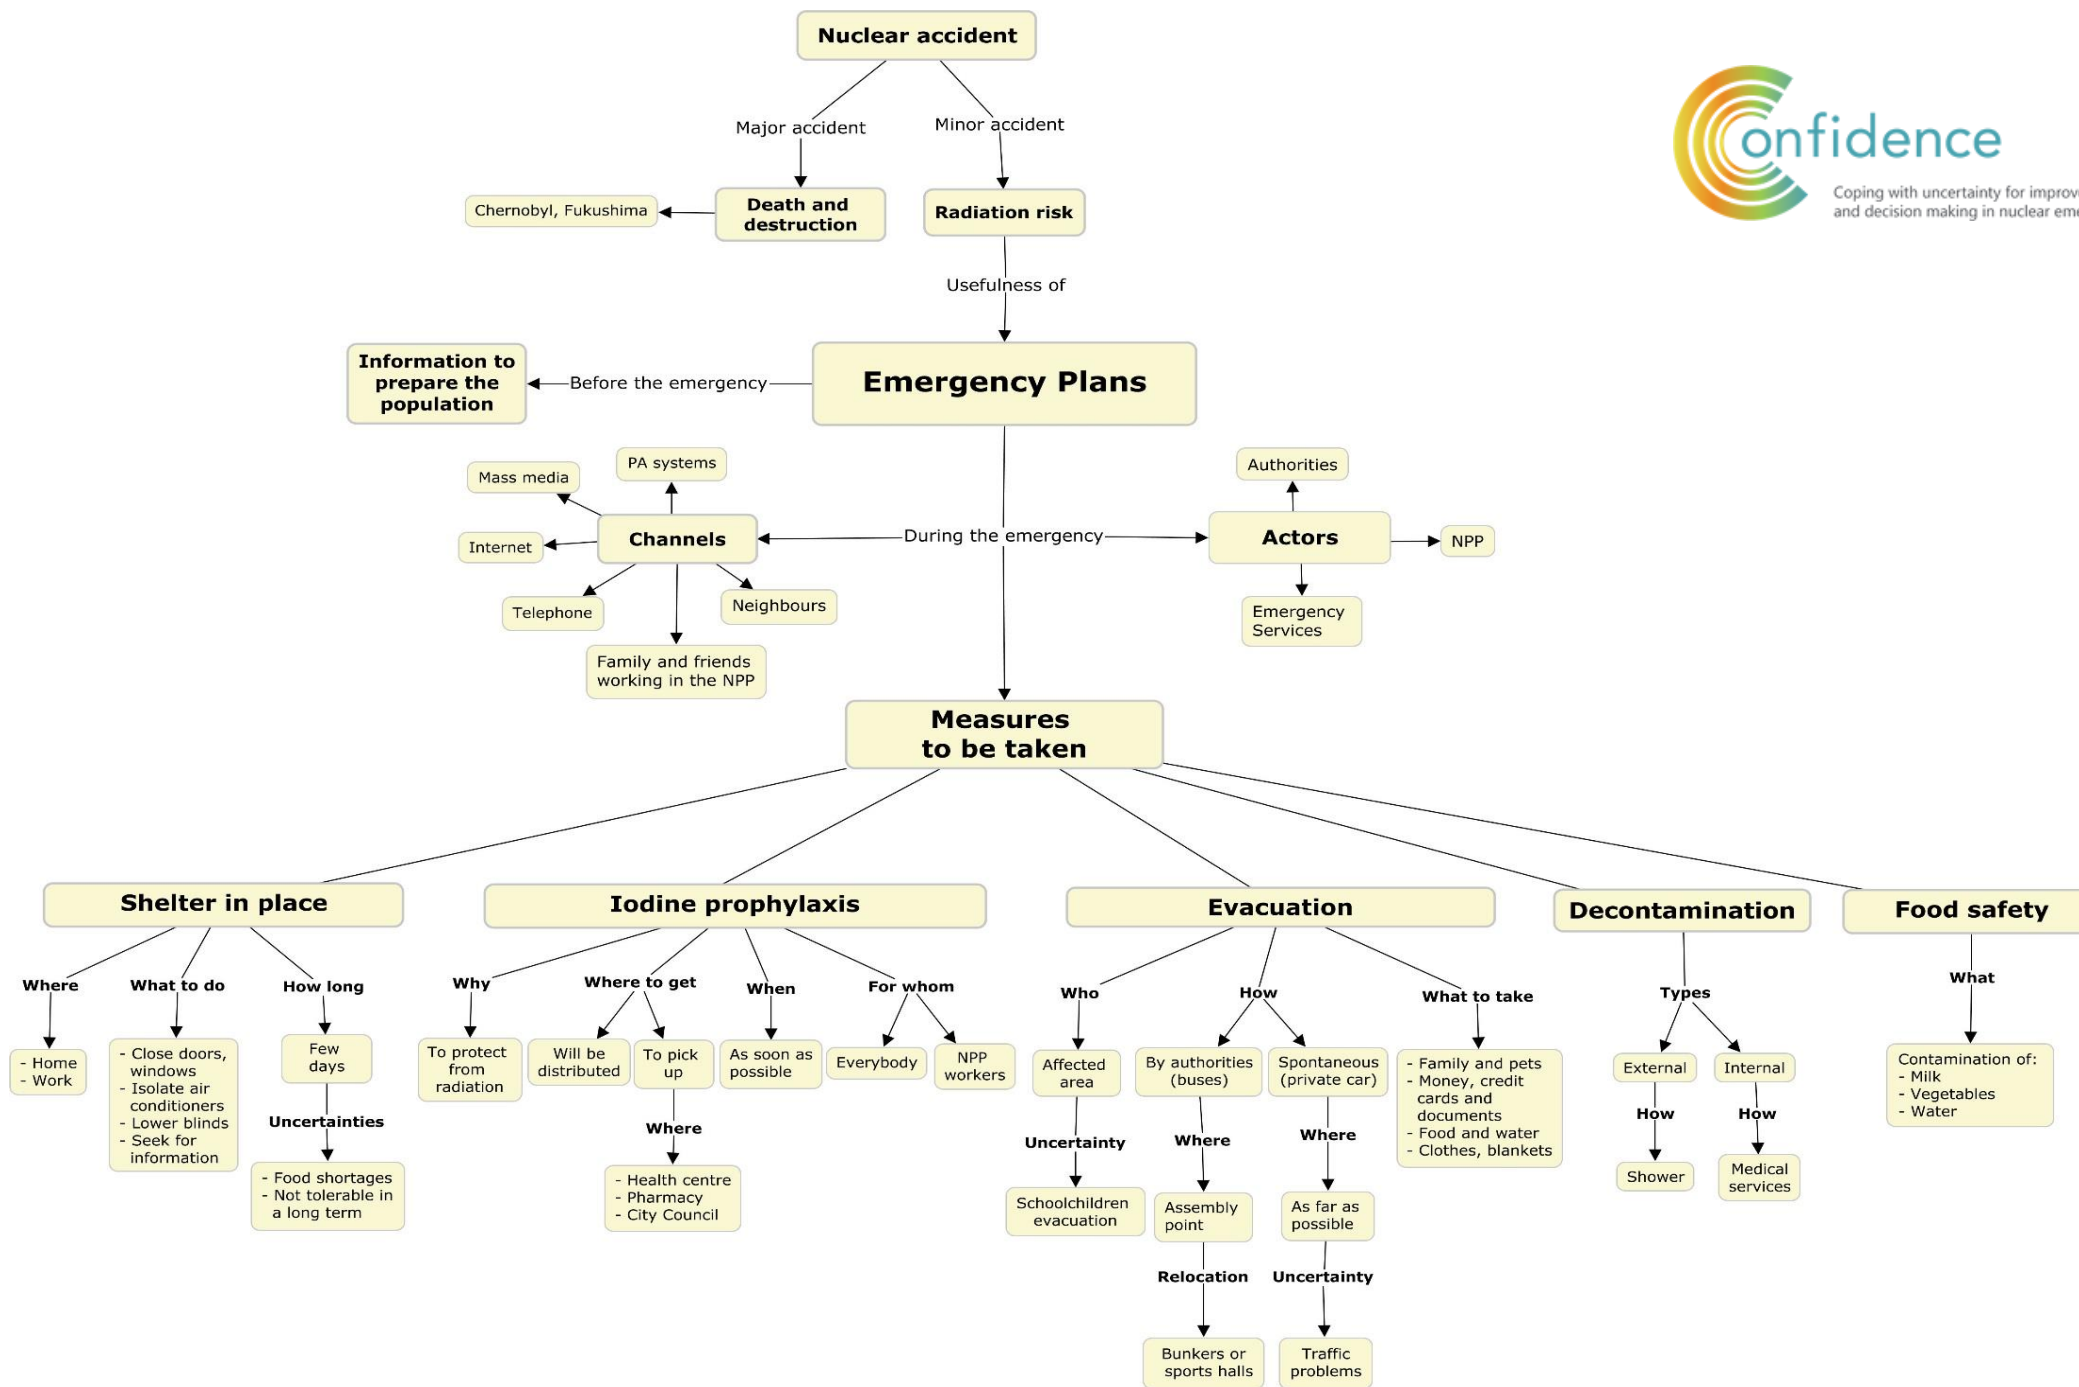 Nuclear accident
Major accident
Minor accident
onfidence
Coping with uncertainty for improv
and decision making in nuclear eme
Chernobyl, Fukushima
Death and
destruction
Radiation risk
Usefulness of
Information to
prepare the
population
Before the emergency
Emergency Plans
Mass media
PA systems
Internet
Channels
Telephone
Neighbours
Family and friends
working in the NPP
During the emergency
Authorities
Actors
NPP
Emergency
Services
Measures
to be taken
Shelter in place
Where
- Home
- Work
What to do
- Close doors,
windows
- Isolate air
conditioners
- Lower blinds
- Seek for
information
How long
Few
days
Uncertainties
- Food shortages
- Not tolerable in
a long term
Iodine prophylaxis
Why
To protect
from
radiation
Where to get
Will be
distributed
To pick
up
Where
- Health centre
- Pharmacy
- City Council
When
As soon as
possible
For whom
Everybody
NPP
workers
Evacuation
Who
Affected
area
Uncertainty
Schoolchildren
evacuation
How
By authorities
(buses)
Where
Assembly
point
Relocation
Bunkers or
sports halls
Spontaneous
(private car)
Where
As far as
possible
Uncertainty
Traffic
problems
What to take
- Family and pets
- Money, credit
cards and
documents
- Food and water
- Clothes, blankets
Decontamination
Types
External
How
Shower
Internal
How
Medical
services
Food safety
What
Contamination of:
- Milk
- Vegetables
- Water